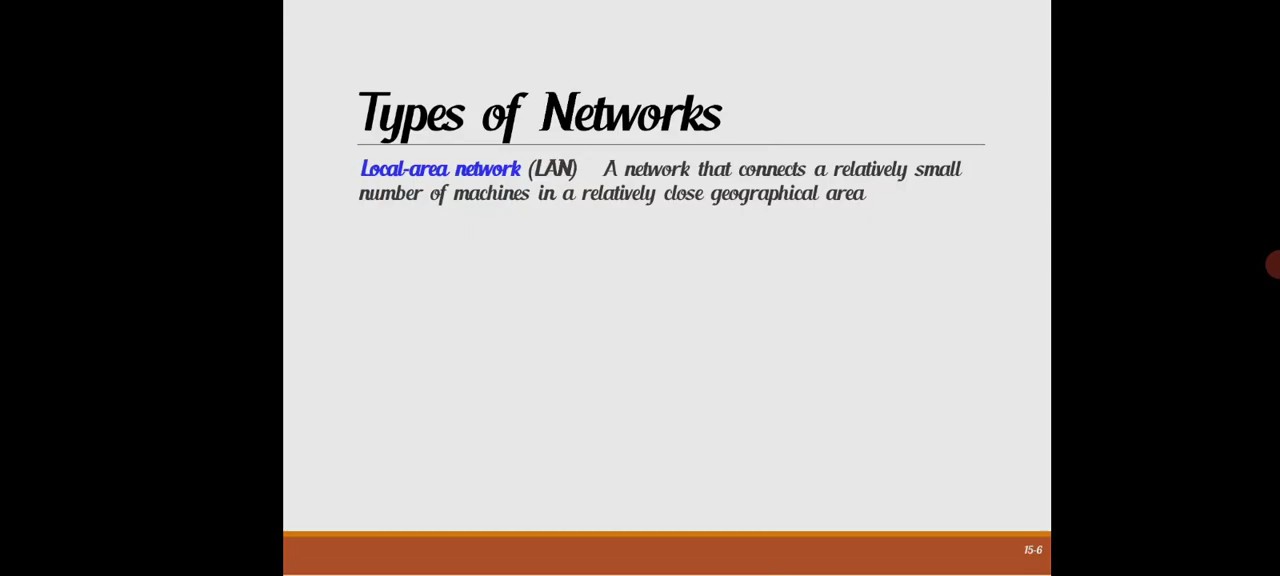 Types of Networks
Local-area network (LAN) A network that connects a relatively small
number of machines in a relatively close geographical area
15-6